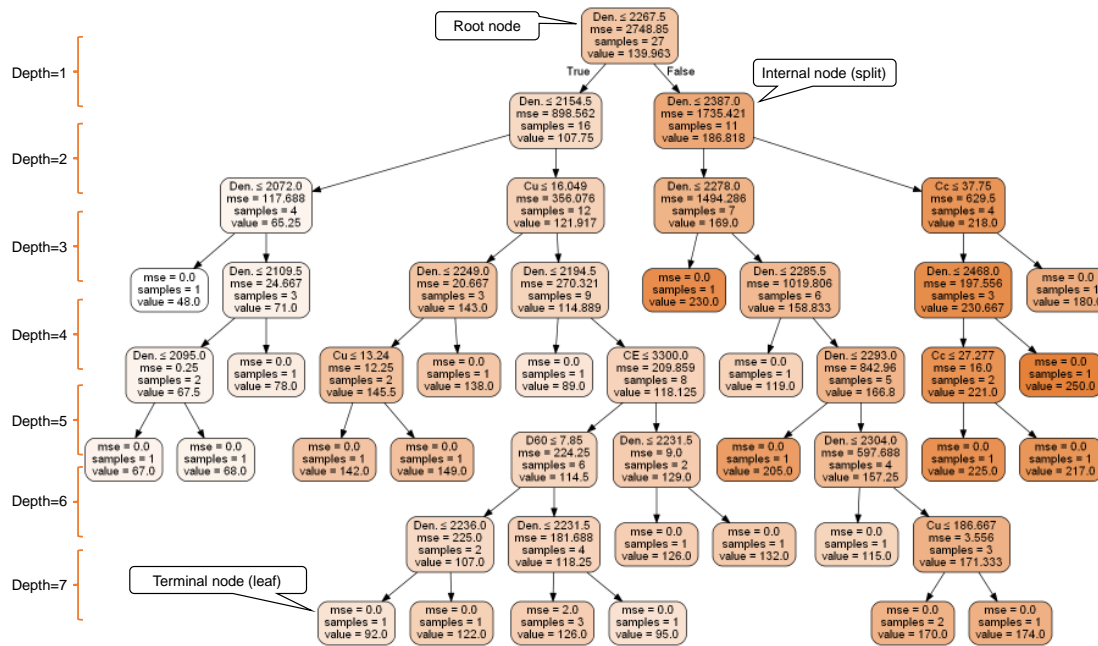 Root node
Den. ≤ 2267.5
mse = 2748.85
samples = 27
value = 139.963
Depth=1
True
False
Internal node (split)
Den. ≤ 2154.5
mse = 898.562
samples = 16
value = 107.75
Den. ≤ 2387.0
mse = 1735.421
samples = 11
value = 186.818
Depth=2
Den. ≤ 2072.0
mse = 117.688
samples = 4
value = 65.25
Cu ≤ 16.049
mse = 356.076
samples = 12
value = 121.917
Den. ≤ 2278.0
mse = 1494.286
samples = 7
value = 169.0
Cc ≤ 37.75
mse = 629.5
samples = 4
value = 218.0
Depth=3
mse = 0.0
samples = 1
value = 48.0
Den. ≤ 2109.5
mse = 24.667
samples = 3
value = 71.0
Den. ≤ 2249.0
mse = 20.667
samples = 3
value = 143.0
Den. ≤ 2194.5
mse = 270.321
samples = 9
value = 114.889
mse = 0.0
samples = 1
value = 230.0
Den. ≤ 2285.5
mse = 1019.806
samples = 6
value = 158.833
Den. ≤ 2468.0
mse = 197.556
samples = 3
value = 230.667
mse = 0.0
samples = 1
value = 180.0
Depth=4
Den. ≤ 2095.0
mse = 0.25
samples = 2
value = 67.5
mse = 0.0
samples = 1
value = 78.0
Cu ≤ 13.24
mse = 12.25
samples = 2
value = 145.5
mse = 0.0
samples = 1
value = 138.0
mse = 0.0
samples = 1
value = 89.0
CE ≤ 3300.0
mse = 209.859
samples = 8
value = 118.125
mse = 0.0
samples = 1
value = 119.0
Den. ≤ 2293.0
mse = 842.96
samples = 5
value = 166.8
Cc ≤ 27.277
mse = 16.0
samples = 2
value = 221.0
mse = 0.0
samples = 1
value = 250.0
Depth=5
mse = 0.0
samples = 1
value = 67.0
mse = 0.0
samples = 1
value = 68.0
mse = 0.0
samples = 1
value = 142.0
mse = 0.0
samples = 1
value = 149.0
D60 ≤ 7.85
mse = 224.25
samples = 6
value = 114.5
Den. ≤ 2231.5
mse = 9.0
samples = 2
value = 129.0
mse = 0.0
samples = 1
value = 205.0
Den. ≤ 2304.0
mse = 597.688
samples = 4
value = 157.25
mse = 0.0
samples = 1
value = 225.0
mse = 0.0
samples = 1
value = 217.0
Depth=6
Den. ≤ 2236.0
mse = 225.0
samples = 2
value = 107.0
Den. ≤ 2231.5
mse = 181.688
samples = 4
value = 118.25
mse = 0.0
samples = 1
value = 126.0
mse = 0.0
samples = 1
value = 132.0
mse = 0.0
samples = 1
value = 115.0
Cu ≤ 186.667
mse = 3.556
samples = 3
value = 171.333
Depth=7
Terminal node (leaf)
mse = 0.0
samples = 1
value = 92.0
mse = 0.0
samples = 1
value = 122.0
mse = 2.0
samples = 3
value = 126.0
mse = 0.0
samples = 1
value = 95.0
mse = 0.0
samples = 2
value = 170.0
mse = 0.0
samples = 1
value = 174.0